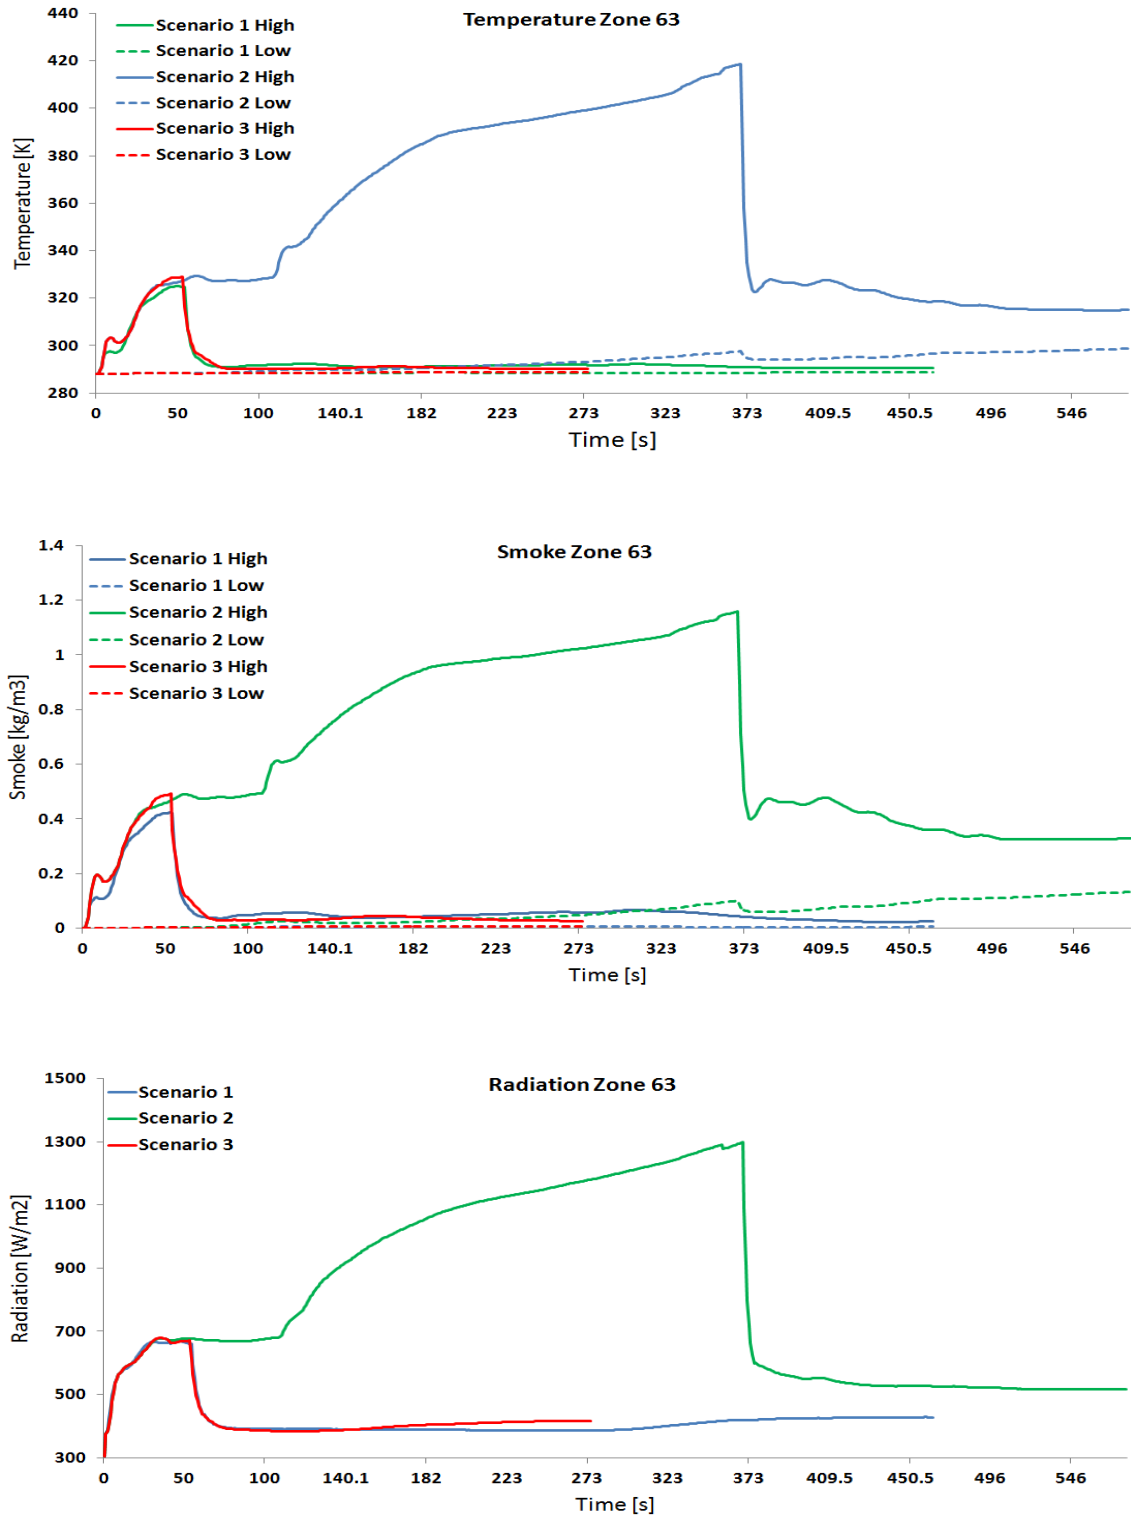 Temperature Zone 63
440
420
400
380
360
340
320
300
280
Temperature [K]
Scenario 1 High
Scenario 1 Low
Scenario 2 High
Scenario 2 Low
Scenario 3 High
Scenario 3 Low
0 50 100 140.1 182 223 273 323 373 409.5 450.5 496 546
Time [s]
Smoke Zone 63
1.4
1.2
1
0.8
0.6
0.4
0.2
0
Smoke [kg/m3]
Scenario 1 High
Scenario 1 Low
Scenario 2 High
Scenario 2 Low
Scenario 3 High
Scenario 3 Low
0 50 100 140.1 182 223 273 323 373 409.5 450.5 496 546
Time [s]
Radiation Zone 63
1500
1300
1100
900
700
500
300
Radiation [W/m2]
Scenario 1
Scenario 2
Scenario 3
0 50 100 140.1 182 223 273 323 373 409.5 450.5 496 546
Time [s]